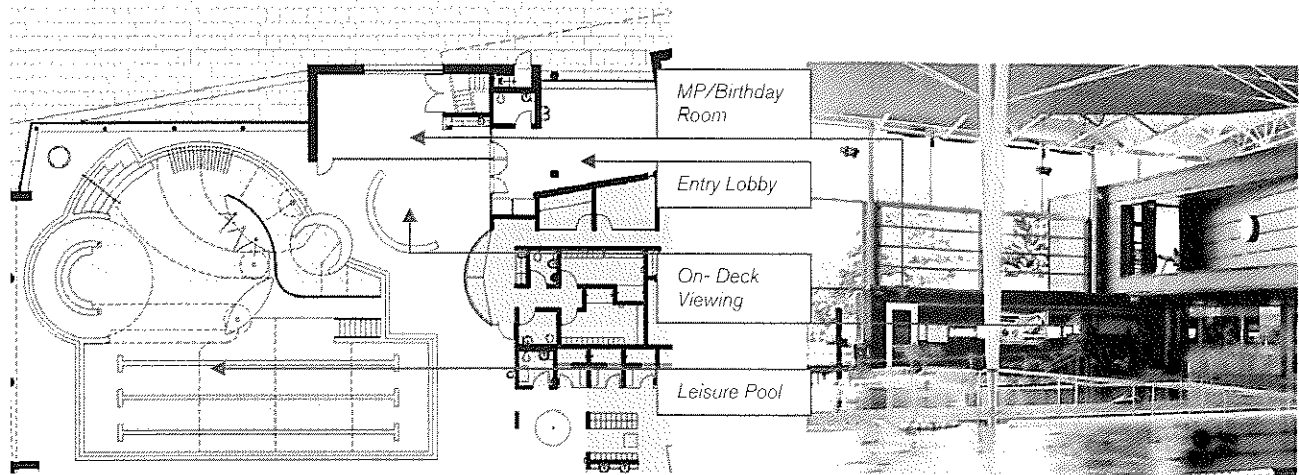 MP/Birthday
Room
Entry Lobby
On- Deck
Viewing
Leisure Pool